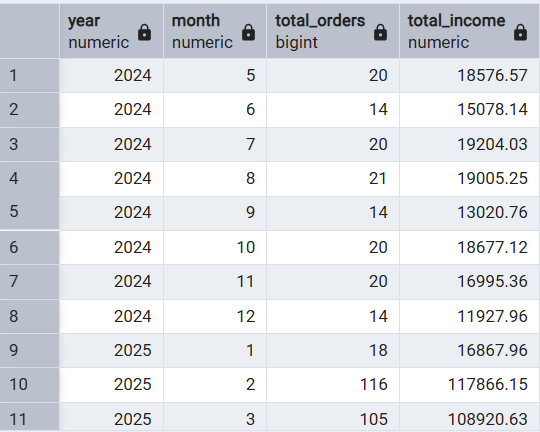 year month total_orders total_income
numeric numeric bigint numeric
1 2024 5 20 18576.57
2 2024 6 14 15078.14
3 2024 7 20 19204.03
4 2024 8 21 19005.25
5 2024 9 14 13020.76
6 2024 10 20 18677.12
7 2024 11 20 16995.36
8 2024 12 14 11927.96
9 2025 1 18 16867.96
10 2025 2 116 117866.15
11 2025 3 105 108920.63